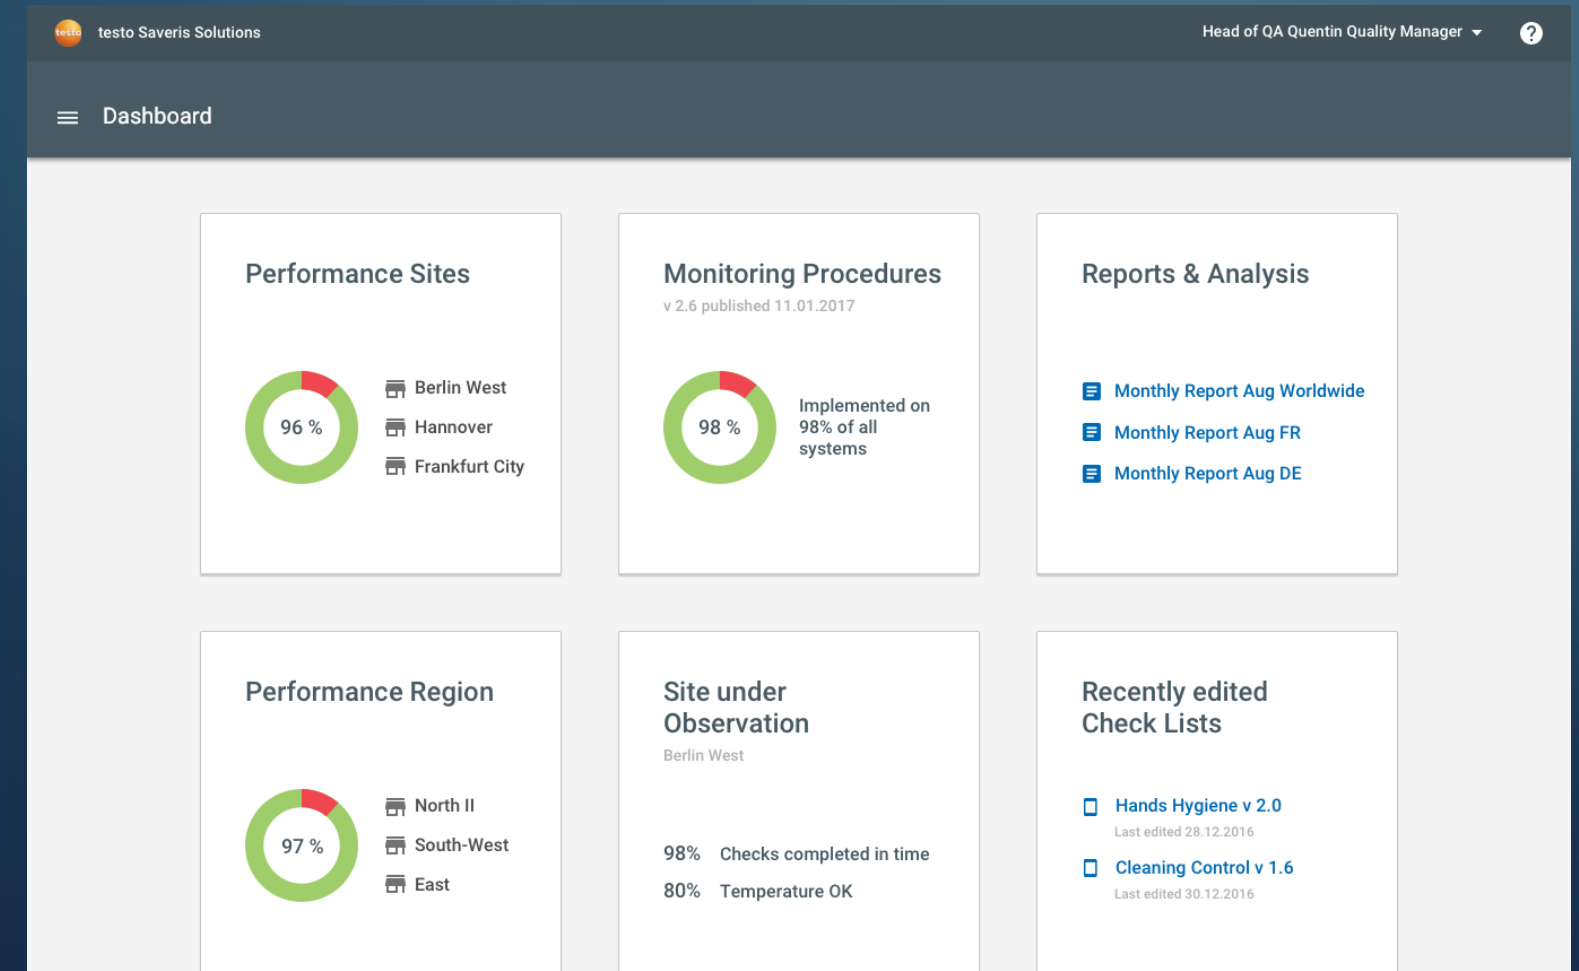 testo
testo Saveris Solutions
Head of QA Quentin Quality Manager
?
Dashboard
Performance Sites
96 %
Berlin West
Hannover
Frankfurt City
Monitoring Procedures
v 2.6 published 11.01.2017
98 %
Implemented on
98% of all
systems
Reports & Analysis
Monthly Report Aug Worldwide
Monthly Report Aug FR
Monthly Report Aug DE
Performance Region
97 %
North II
South-West
East
Site under
Observation
Berlin West
98% Checks completed in time
80% Temperature OK
Recently edited
Check Lists
Hands Hygiene v 2.0
Last edited 28.12.2016
Cleaning Control v 1.6
Last edited 30.12.2016